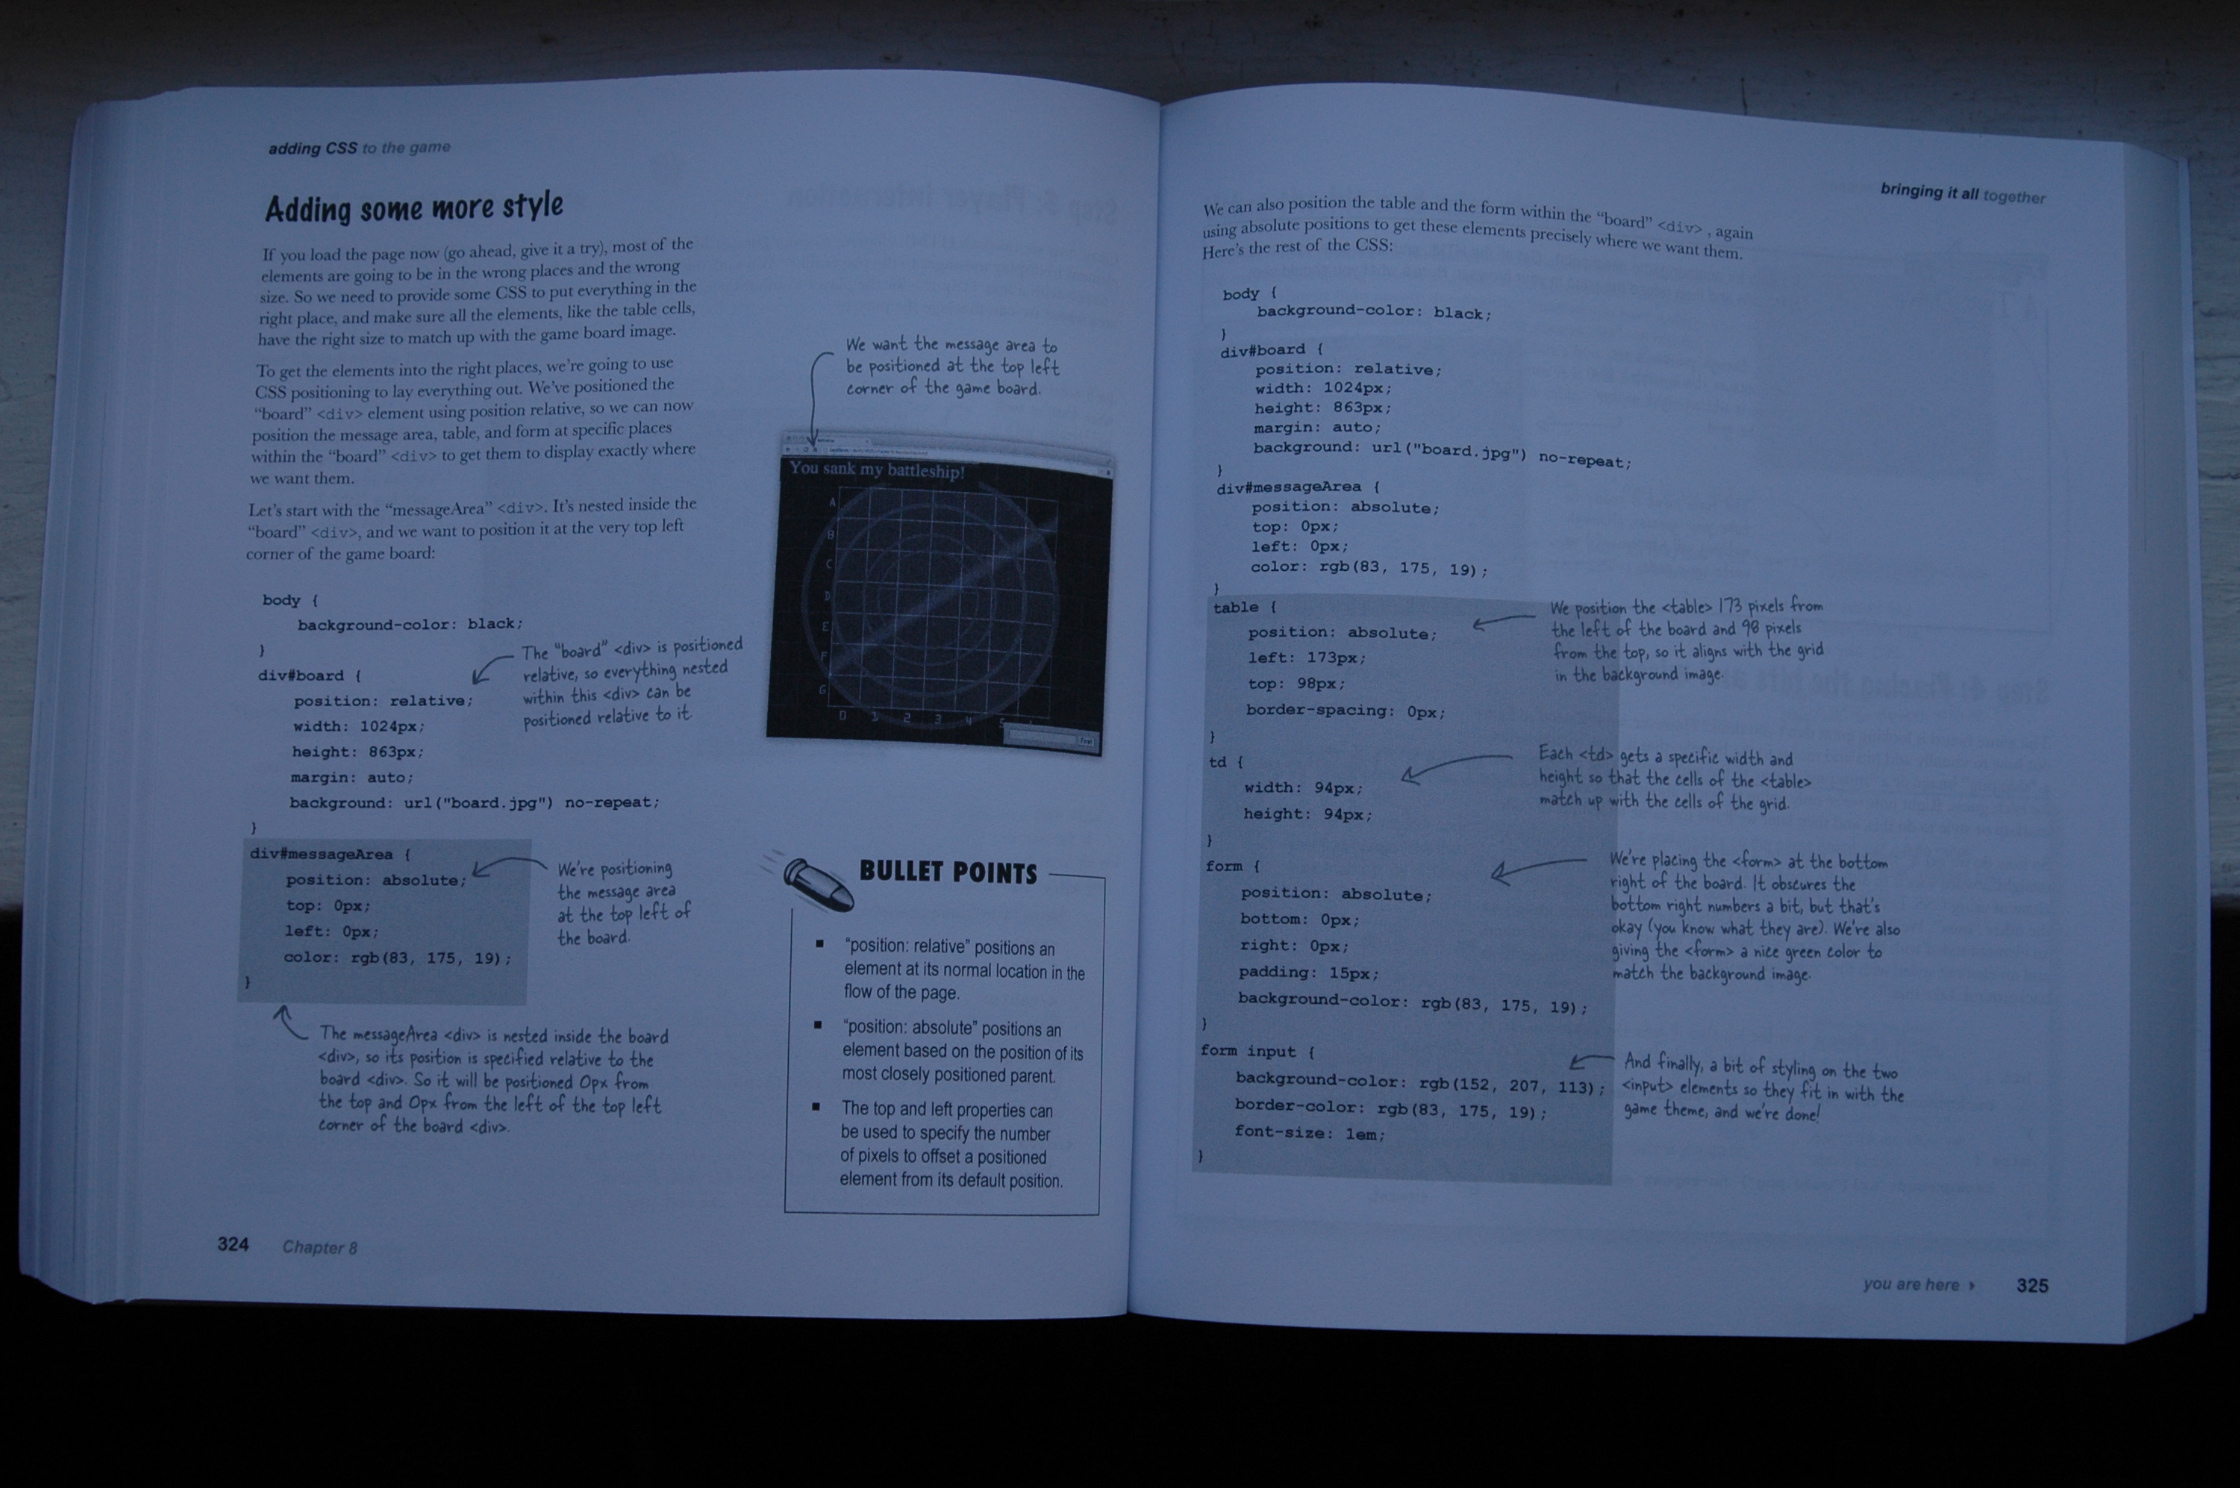 adding CSS to the game
Adding some more style
If you load the page now (go ahead, give it a try), most of the
elements are going to be in the wrong places and the wrong
size. So we need to provide some CSS to put everything in the
right place, and make sure all the elements, like the table cells,
have the right size to match up with the game board image.
To get the elements into the right places, we're going to use
CSS positioning to lay everything out. We've positioned the
“board” <div> element using position relative, so we can now
position the message area, table, and form at specific places
within the “board” <div> to get them to display exactly where
we want them.
Let's start with the “messageArea” <div>. It's nested inside the
“board” <div>, and we want to position it at the very top left
corner of the game board:
body {
background-color: black;
}
div#board {
position: relative;
width: 1024px;
height: 863px;
margin: auto;
background: url("board.jpg") no-repeat;
}
div#messageArea {
position: absolute;
top: 0px;
left: 0px;
color: rgb(83, 175, 19);
}
The “board” <div> is positioned
relative, so everything nested
within this <div> can be
positioned relative to it.
We're positioning
the message area
at the top left of
the board.
The messageArea <div> is nested inside the board
<div>, so its position is specified relative to the
board <div>. So it will be positioned 0px from
the top and 0px from the left of the top left
corner of the board <div>.
We want the message area to
be positioned at the top left
corner of the game board.
You sank my battleship!
A
B
C
D
E
F
G
0 1 2 3 4 5
BULLET POINTS
▪ “position: relative” positions an
element at its normal location in the
flow of the page.
▪ “position: absolute” positions an
element based on the position of its
most closely positioned parent.
▪ The top and left properties can
be used to specify the number
of pixels to offset a positioned
element from its default position.
324 Chapter 8
bringing it all together
We can also position the table and the form within the “board” <div> , again
using absolute positions to get these elements precisely where we want them.
Here's the rest of the CSS:
body {
background-color: black;
}
div#board {
position: relative;
width: 1024px;
height: 863px;
margin: auto;
background: url("board.jpg") no-repeat;
}
div#messageArea {
position: absolute;
top: 0px;
left: 0px;
color: rgb(83, 175, 19);
}
table {
position: absolute;
left: 173px;
top: 98px;
border-spacing: 0px;
}
td {
width: 94px;
height: 94px;
}
form {
position: absolute;
bottom: 0px;
right: 0px;
padding: 15px;
background-color: rgb(83, 175, 19);
}
form input {
background-color: rgb(152, 207, 113);
border-color: rgb(83, 175, 19);
font-size: 1em;
}
We position the <table> 173 pixels from
the left of the board and 98 pixels
from the top, so it aligns with the grid
in the background image.
Each <td> gets a specific width and
height so that the cells of the <table>
match up with the cells of the grid.
We're placing the <form> at the bottom
right of the board. It obscures the
bottom right numbers a bit, but that's
okay (you know what they are). We're also
giving the <form> a nice green color to
match the background image.
And finally, a bit of styling on the two
<input> elements so they fit in with the
game theme, and we're done!
you are here › 325